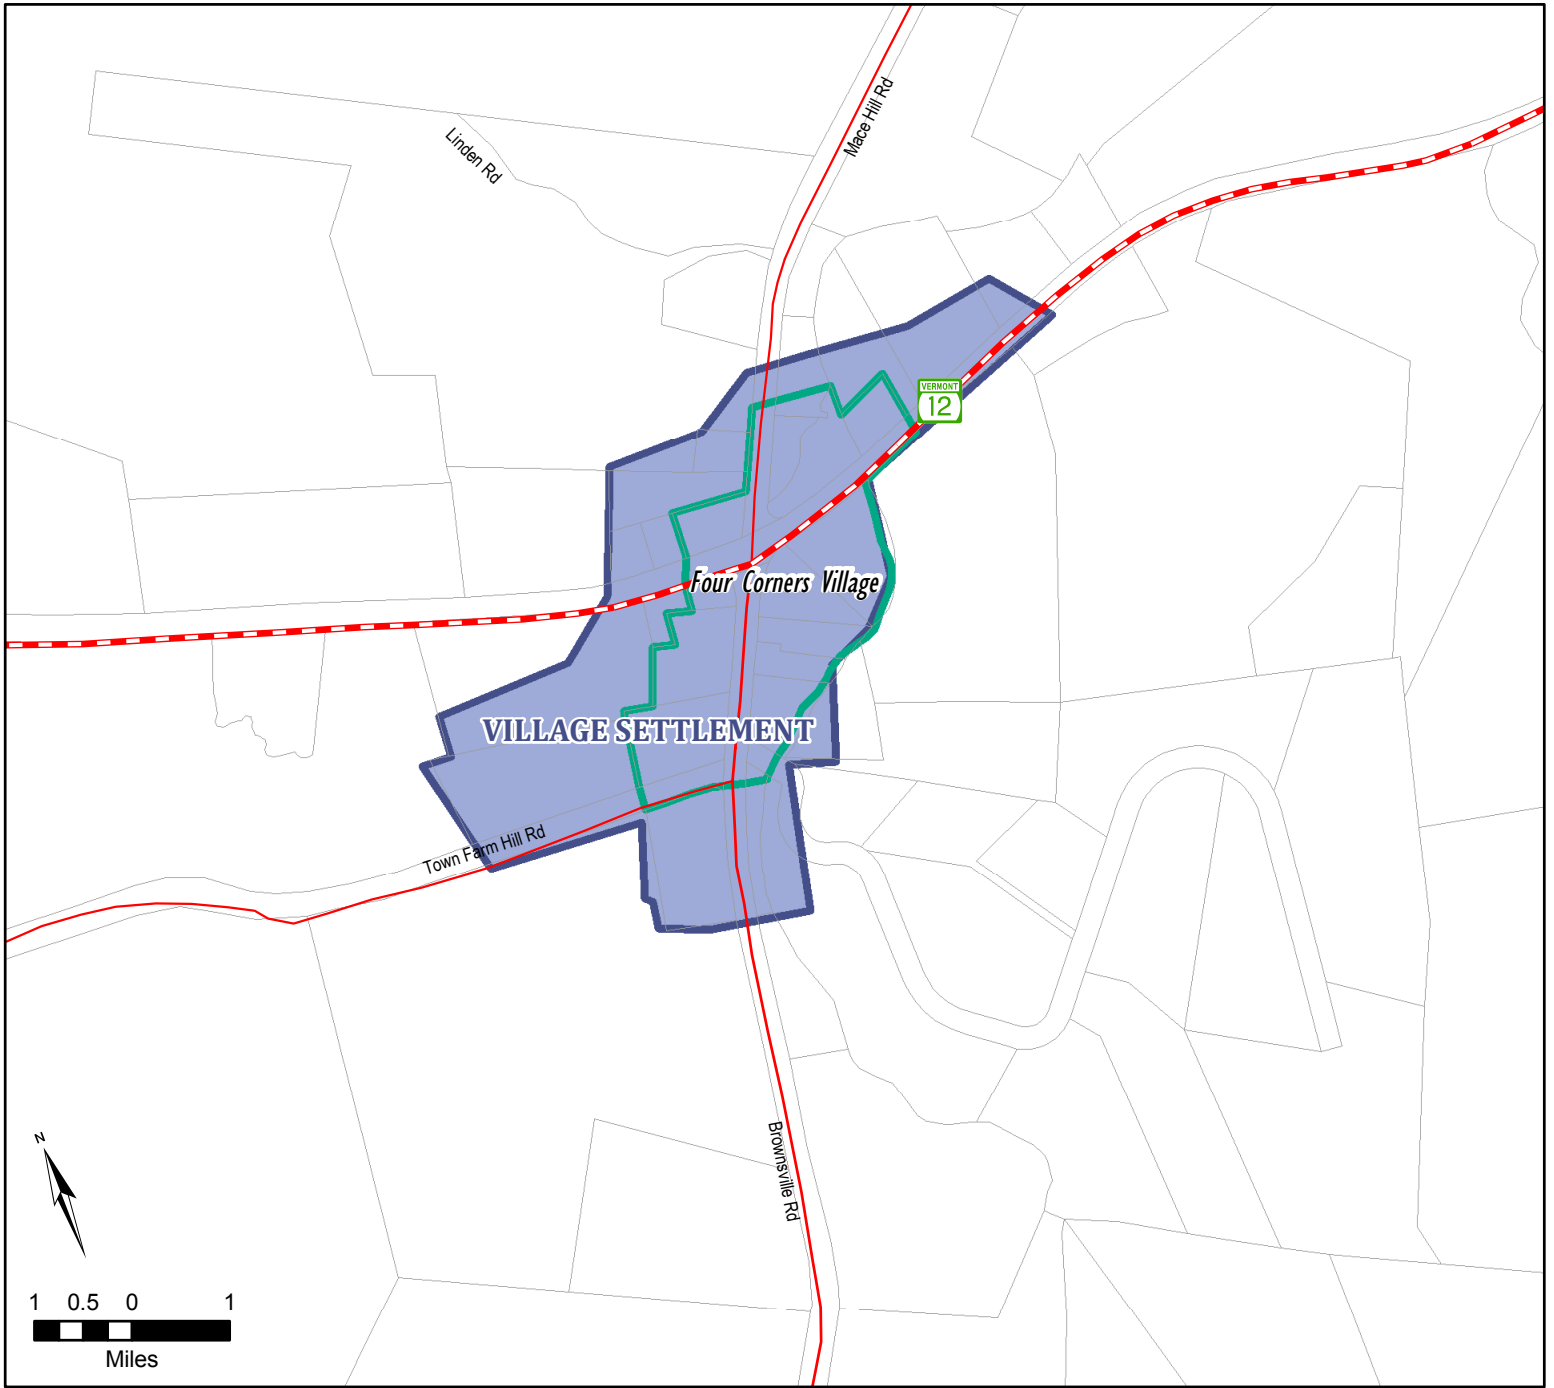 Mace Hill Rd
Linden Rd
VERMONT
12
Four Corners Village
VILLAGE SETTLEMENT
Town Farm Hill Rd
Brownsville Rd
N
1 0.5 0 1
Miles